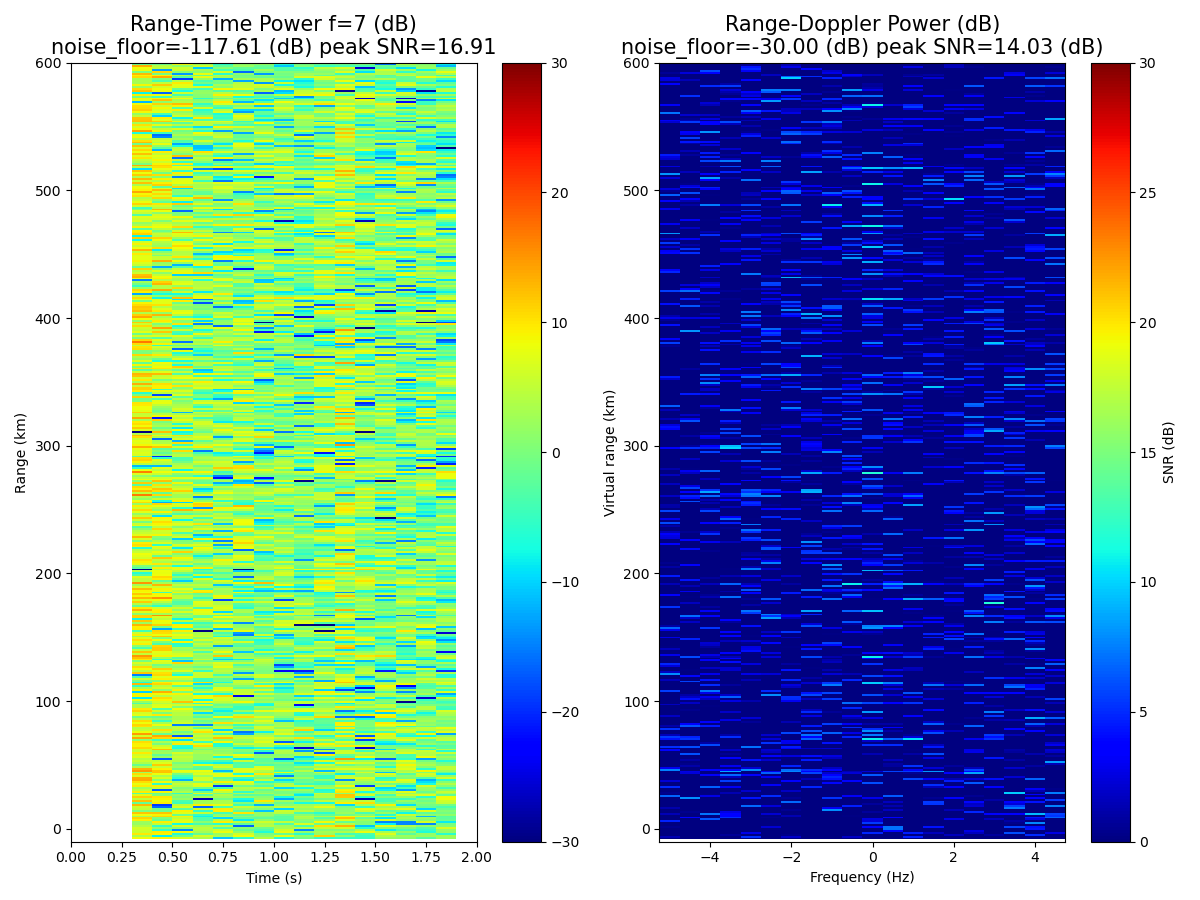 Range-Time Power f=7 (dB)
noise_floor=-117.61 (dB) peak SNR=16.91
600
500
400
300
200
100
0
Range (km)
0.00 0.25 0.50 0.75 1.00 1.25 1.50 1.75 2.00
Time (s)
30
20
10
0
−10
−20
−30
Range-Doppler Power (dB)
noise_floor=-30.00 (dB) peak SNR=14.03 (dB)
600
500
400
300
200
100
0
Virtual range (km)
−4 −2 0 2 4
Frequency (Hz)
30
25
20
15
10
5
0
SNR (dB)